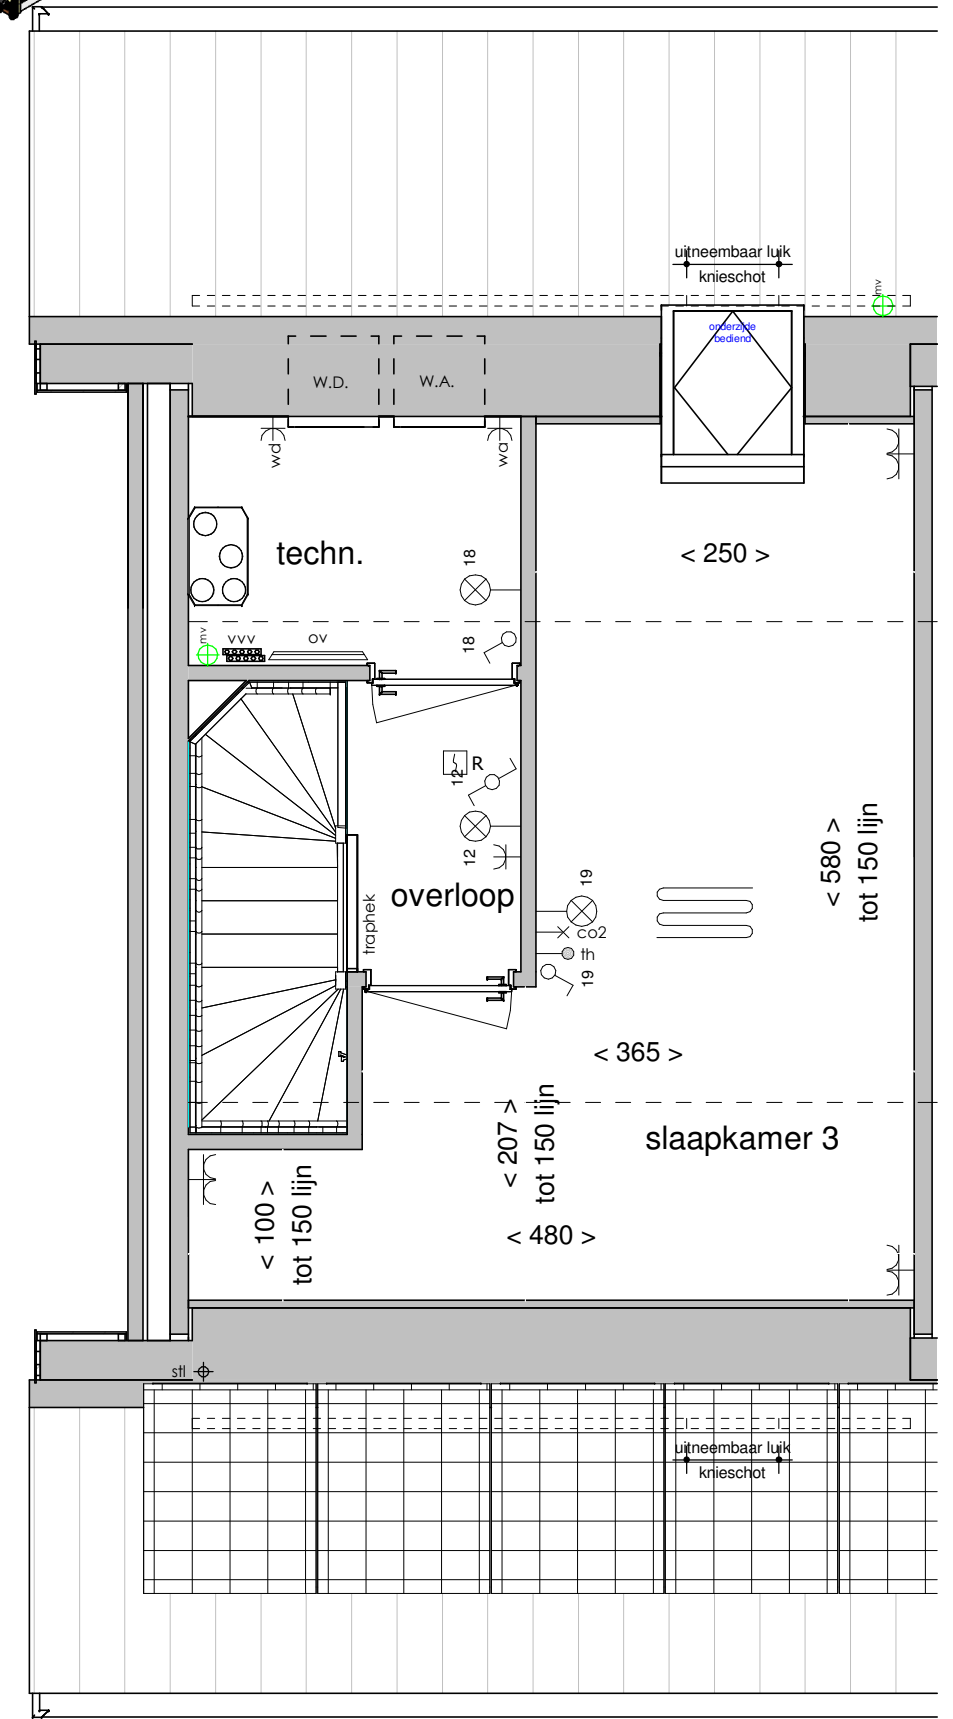 uitneembaar luik
knieschot
mv
onderzijde
bediend
W.D.
W.A.
wd
wa
techn.
< 250 >
18
18
mv
vvv
ov
R
12
12
< 580 >
tot 150 lijn
overloop
traphek
19
co2
th
19
< 365 >
< 207 >
tot 150 lijn
slaapkamer 3
< 100 >
tot 150 lijn
< 480 >
stl
uitneembaar luik
knieschot